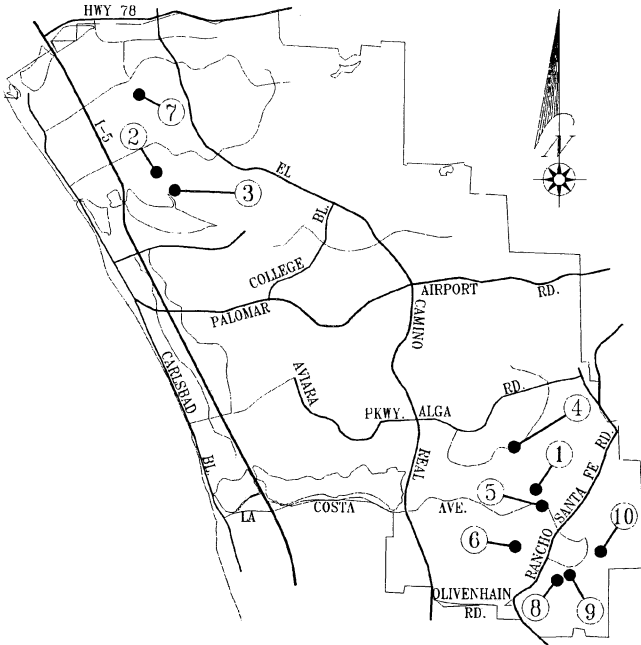 HWY 78
I-5
7
2
3
N
EL
BL.
COLLEGE
AIRPORT RD.
PALOMAR
CAMINO
CARLSBAD
AVIARA
PKWY. ALGA RD.
4
REAL
BL.
1
5
SANTA FE RD.
LA COSTA AVE.
10
6
RANCHO
OLIVENHAIN
RD.
8
9